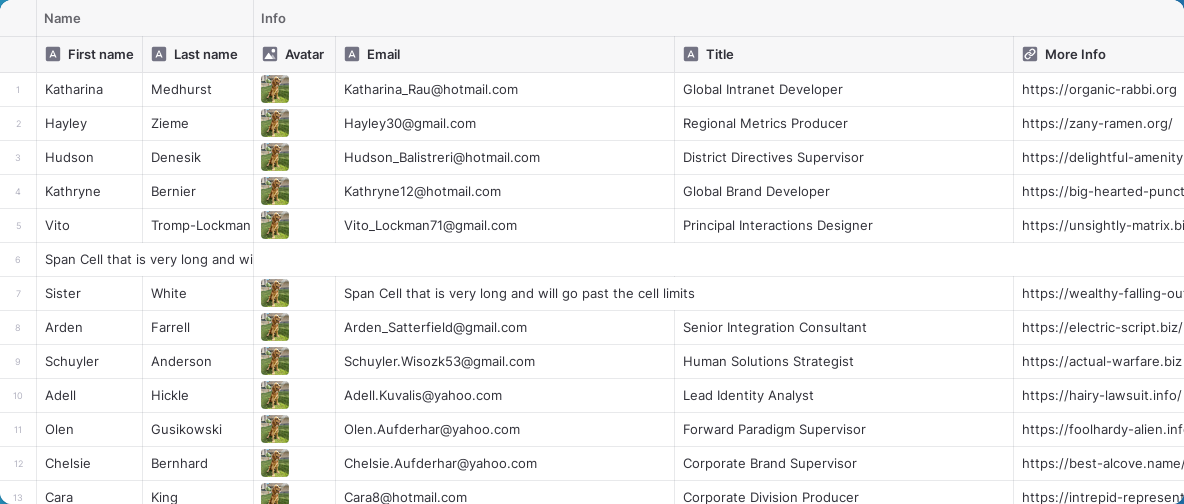 Name Info
First name Last name Avatar Email Title More Info
1 Katharina Medhurst Katharina_Rau@hotmail.com Global Intranet Developer https://organic-rabbi.org
2 Hayley Zieme Hayley30@gmail.com Regional Metrics Producer https://zany-ramen.org/
3 Hudson Denesik Hudson_Balistreri@hotmail.com District Directives Supervisor https://delightful-amenity
4 Kathryne Bernier Kathryne12@hotmail.com Global Brand Developer https://big-hearted-punct
5 Vito Tromp-Lockman Vito_Lockman71@gmail.com Principal Interactions Designer https://unsightly-matrix.bi
6 Span Cell that is very long and wi
7 Sister White Span Cell that is very long and will go past the cell limits https://wealthy-falling-ou
8 Arden Farrell Arden_Satterfield@gmail.com Senior Integration Consultant https://electric-script.biz/
9 Schuyler Anderson Schuyler.Wisozk53@gmail.com Human Solutions Strategist https://actual-warfare.biz
10 Adell Hickle Adell.Kuvalis@yahoo.com Lead Identity Analyst https://hairy-lawsuit.info/
11 Olen Gusikowski Olen.Aufderhar@yahoo.com Forward Paradigm Supervisor https://foolhardy-alien.inf
12 Chelsie Bernhard Chelsie.Aufderhar@yahoo.com Corporate Brand Supervisor https://best-alcove.name/
13 Cara King Cara8@hotmail.com Corporate Division Producer https://intrepid-represen